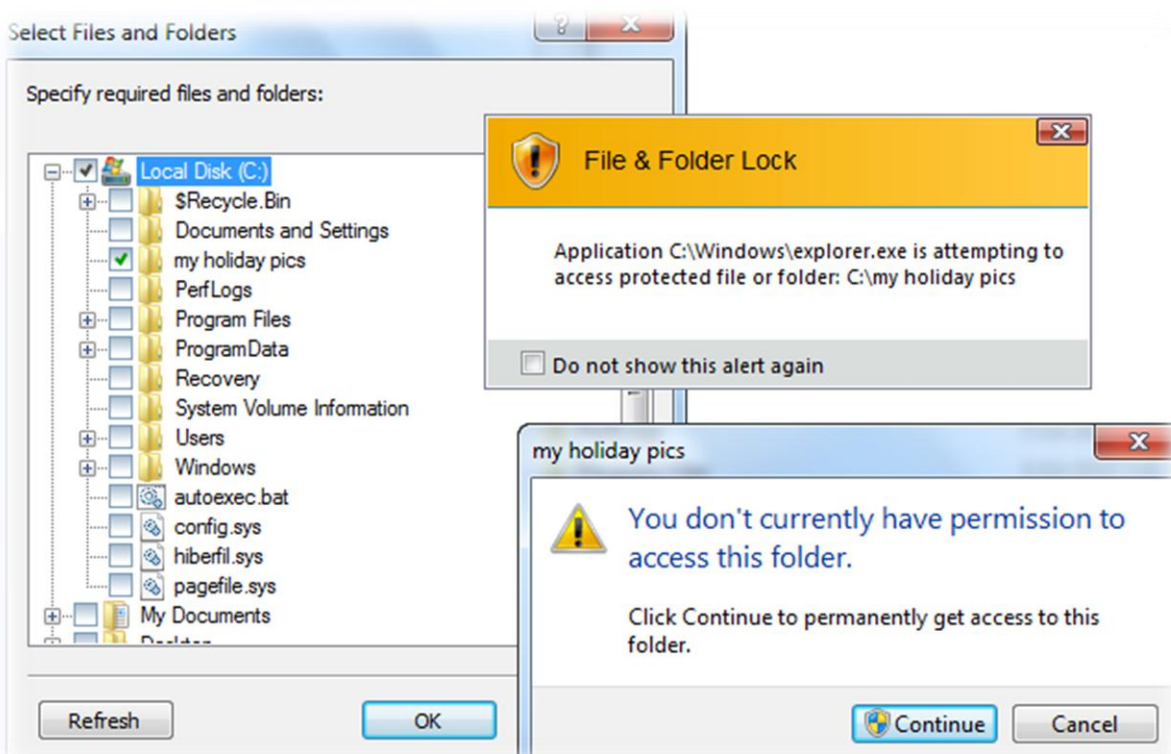 Select Files and Folders
Specify required files and folders:
Local Disk (C:)
$Recycle.Bin
Documents and Settings
my holiday pics
PerfLogs
Program Files
ProgramData
Recovery
System Volume Information
Users
Windows
autoexec.bat
config.sys
hiberfil.sys
pagefile.sys
My Documents
Desktop
Refresh
OK
File & Folder Lock
Application C:\Windows\explorer.exe is attempting to
access protected file or folder: C:\my holiday pics
Do not show this alert again
my holiday pics
You don't currently have permission to
access this folder.
Click Continue to permanently get access to this
folder.
Continue
Cancel